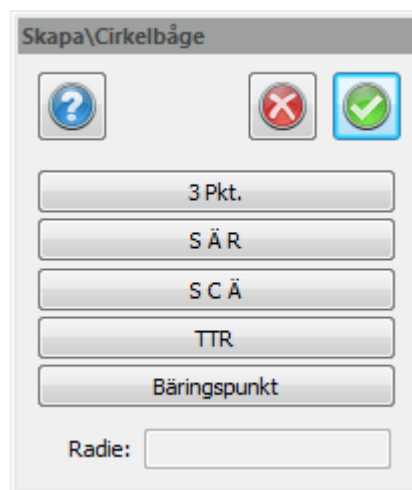 Skapa\Cirkelbåge
3 Pkt.
S Ä R
S C Ä
TTR
Bäringspunkt
Radie: